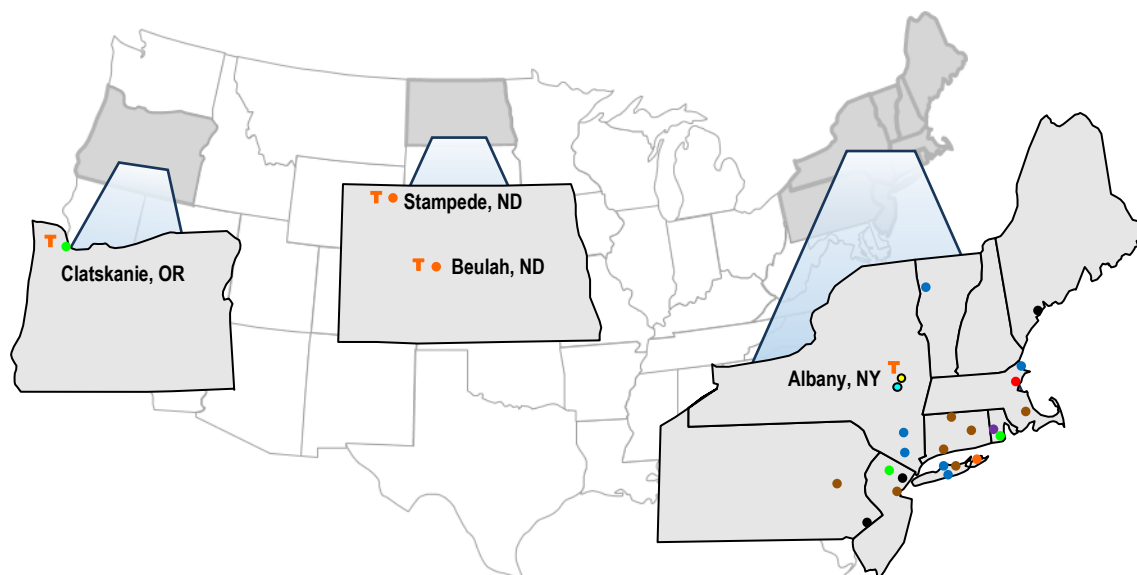 T
Stampede, ND
T
Clatskanie, OR
T
Beulah, ND
T
Albany, NY